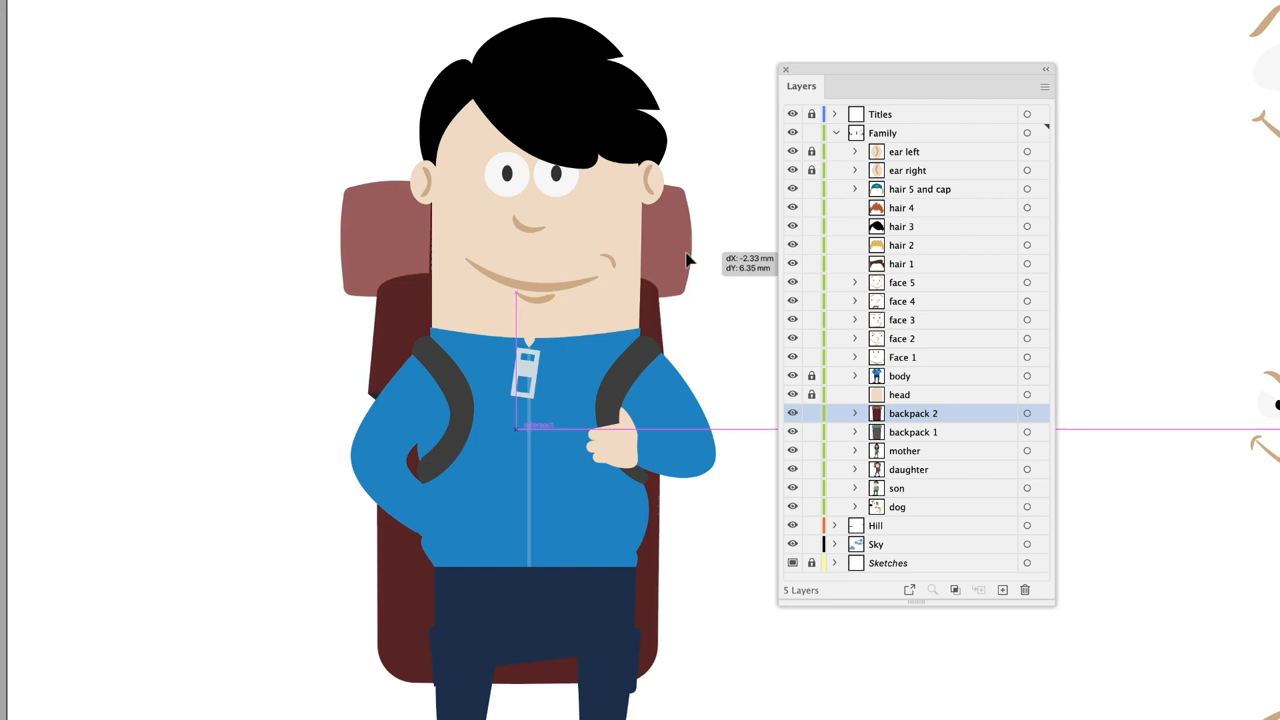 Layers
Titles
Family
ear left
ear right
hair 5 and cap
hair 4
hair 3
hair 2
hair 1
face 5
face 4
face 3
face 2
Face 1
body
head
backpack 2
backpack 1
mother
daughter
son
dog
Hill
Sky
Sketches
5 Layers
dX: -2.33 mm
dY: 6.35 mm
intersect